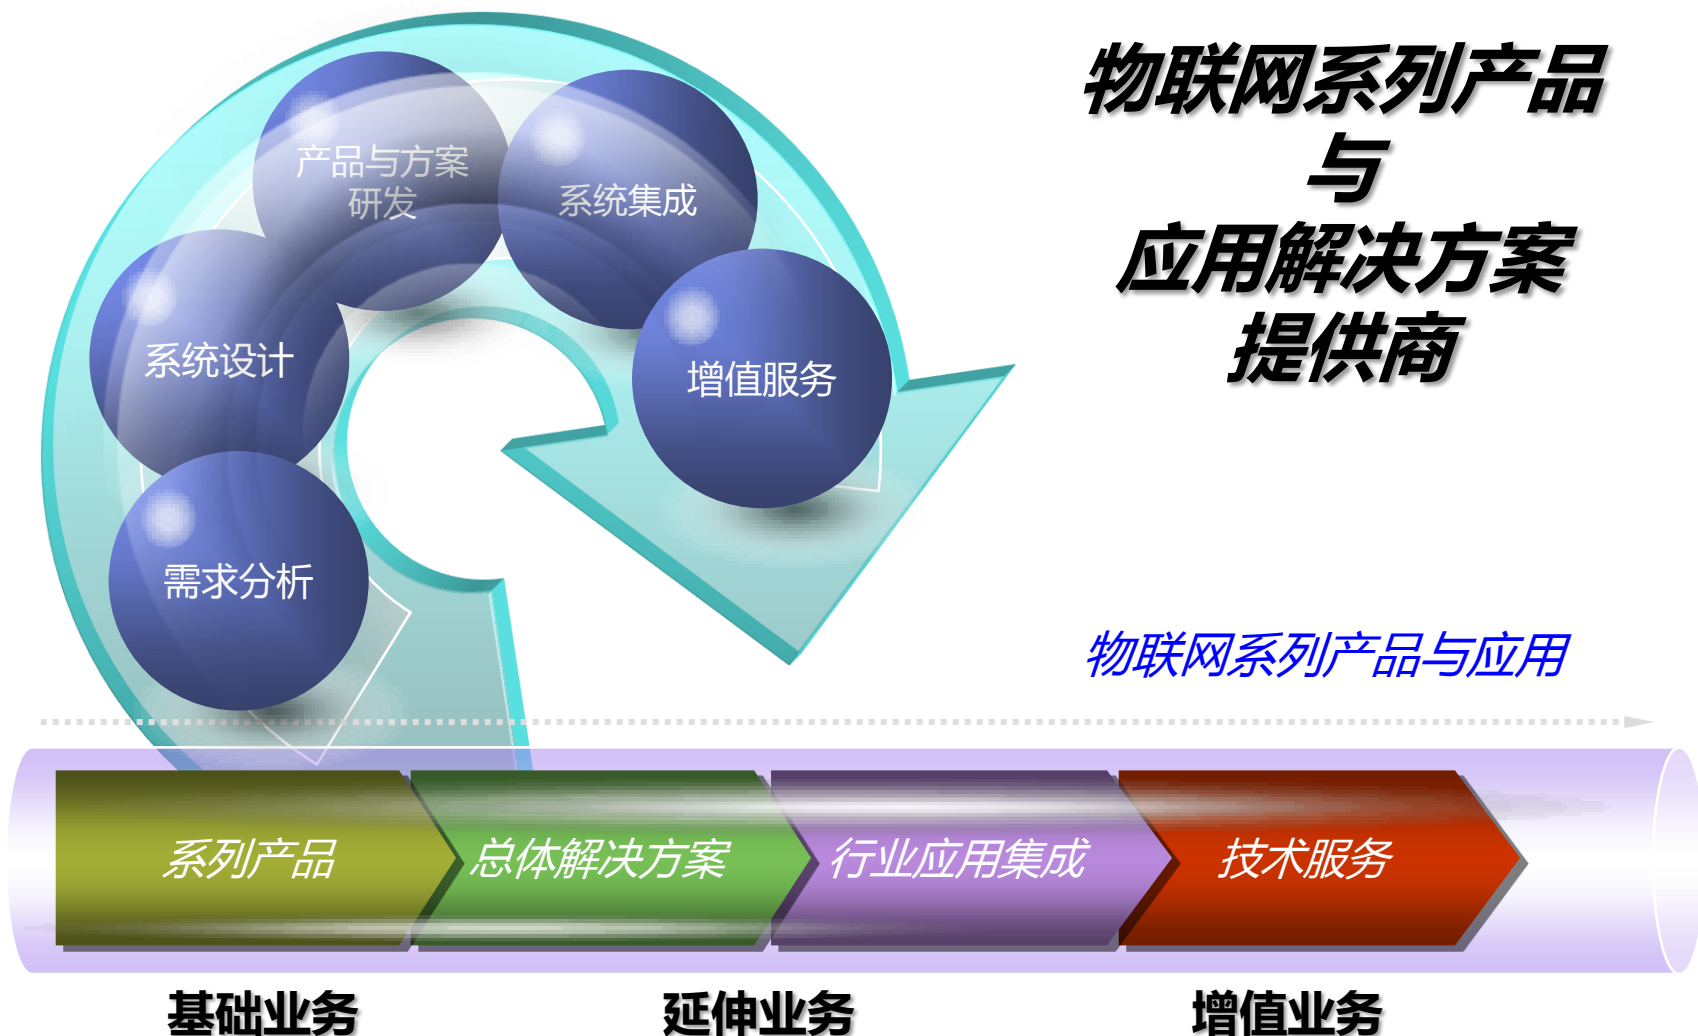 物联网系列产品
与
应用解决方案
提供商
产品与方案
研发
系统集成
系统设计
增值服务
需求分析
物联网系列产品与应用
系列产品
总体解决方案
行业应用集成
技术服务
基础业务
延伸业务
增值业务